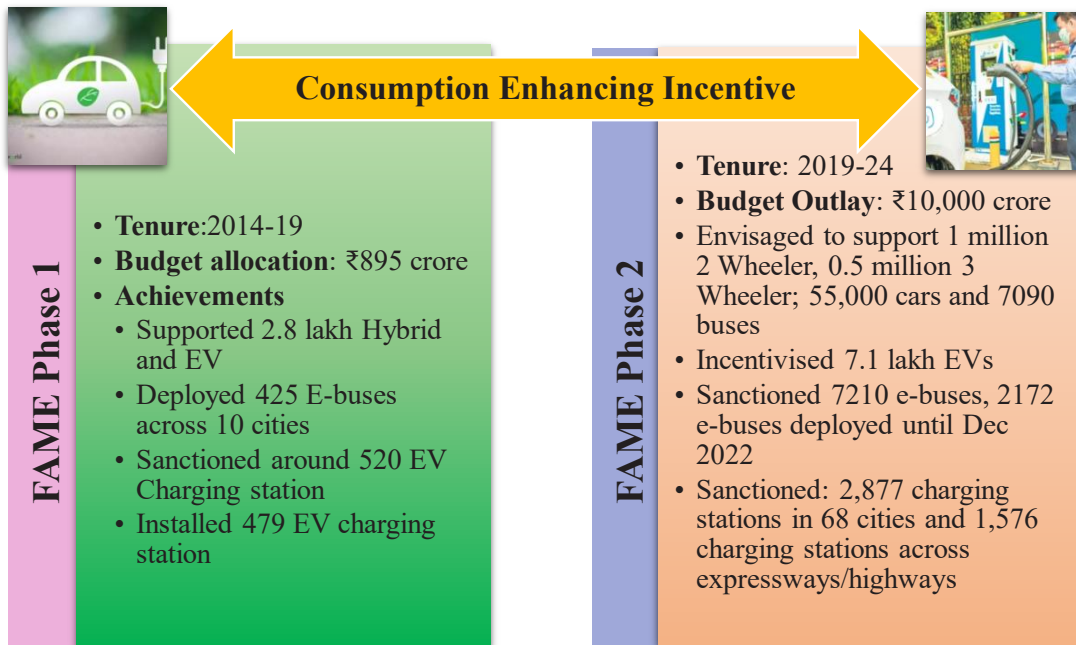 Consumption Enhancing Incentive
FAME Phase 1
• Tenure:2014-19
• Budget allocation: ₹895 crore
• Achievements
• Supported 2.8 lakh Hybrid
and EV
• Deployed 425 E-buses
across 10 cities
• Sanctioned around 520 EV
Charging station
• Installed 479 EV charging
station
FAME Phase 2
• Tenure: 2019-24
• Budget Outlay: ₹10,000 crore
• Envisaged to support 1 million
2 Wheeler, 0.5 million 3
Wheeler; 55,000 cars and 7090
buses
• Incentivised 7.1 lakh EVs
• Sanctioned 7210 e-buses, 2172
e-buses deployed until Dec
2022
• Sanctioned: 2,877 charging
stations in 68 cities and 1,576
charging stations across
expressways/highways